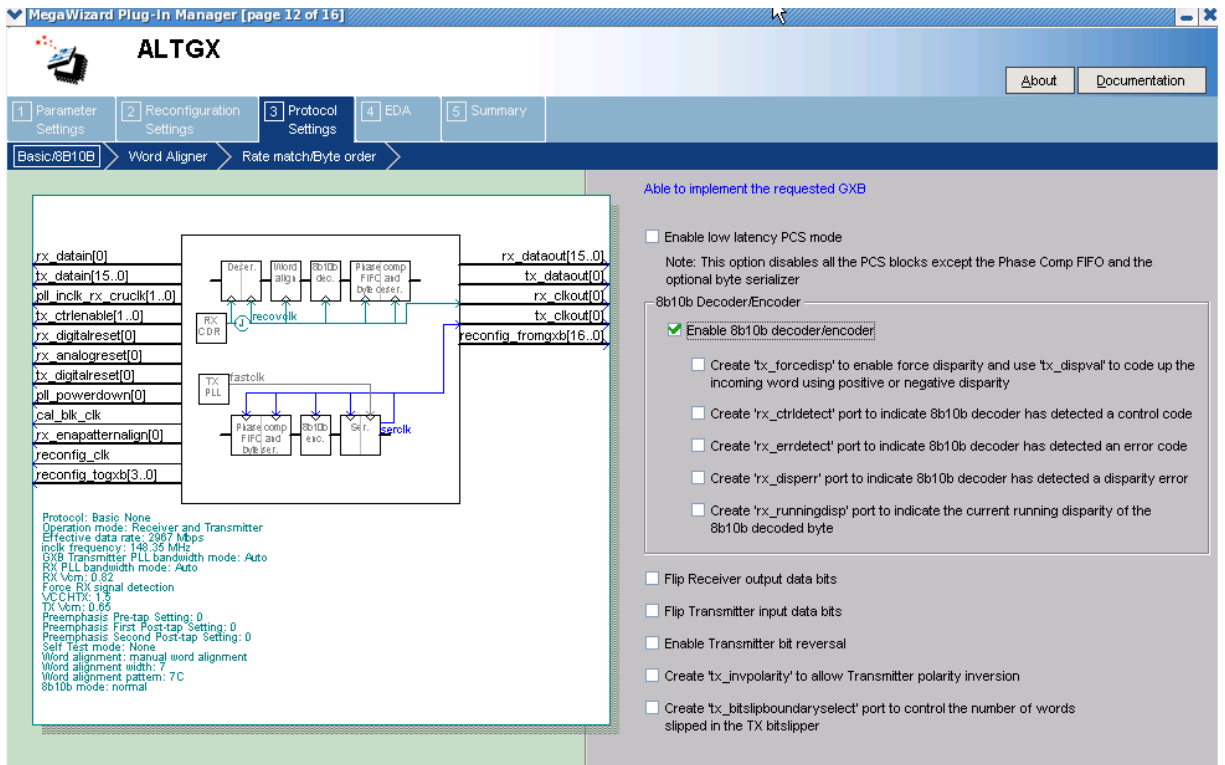 MegaWizard Plug-In Manager [page 12 of 16]
ALTGX
About
Documentation
1 Parameter Settings
2 Reconfiguration Settings
3 Protocol Settings
4 EDA
5 Summary
Basic/8B10B
Word Aligner
Rate match/Byte order
rx_datain[0]
tx_datain[15..0]
pll_inclk_rx_cruclk[1..0]
tx_ctrlenable[1..0]
rx_digitalreset[0]
rx_analogreset[0]
tx_digitalreset[0]
pll_powerdown[0]
cal_blk_clk
rx_enapatternalign[0]
reconfig_clk
reconfig_togxb[3..0]
Deser.
Word
align
8b10b
dec.
Phase comp
FIFO and
byte deser.
RX
CDR
recovclk
TX
PLL
fastclk
Phase comp
FIFO and
byte ser.
8b10b
enc.
Ser.
serclk
rx_dataout[15..0]
tx_dataout[0]
rx_clkout[0]
tx_clkout[0]
reconfig_fromgxb[16..0]
Protocol: Basic None
Operation mode: Receiver and Transmitter
Effective data rate: 2967 Mbps
inclk frequency: 148.35 MHz
GXB Transmitter PLL bandwidth mode: Auto
RX PLL bandwidth mode: Auto
RX Vcm: 0.82
Force RX signal detection
VCCHTX: 1.5
TX Vcm: 0.65
Preemphasis Pre-tap Setting: 0
Preemphasis First Post-tap Setting: 0
Preemphasis Second Post-tap Setting: 0
Self Test mode: None
Word alignment: manual word alignment
Word alignment width: 7
Word alignment pattern: 7C
8b10b mode: normal
Able to implement the requested GXB
Enable low latency PCS mode
Note: This option disables all the PCS blocks except the Phase Comp FIFO and the
optional byte serializer
8b10b Decoder/Encoder
Enable 8b10b decoder/encoder
Create 'tx_forcedisp' to enable force disparity and use 'tx_dispval' to code up the
incoming word using positive or negative disparity
Create 'rx_ctrldetect' port to indicate 8b10b decoder has detected a control code
Create 'rx_errdetect' port to indicate 8b10b decoder has detected an error code
Create 'rx_disperr' port to indicate 8b10b decoder has detected a disparity error
Create 'rx_runningdisp' port to indicate the current running disparity of the
8b10b decoded byte
Flip Receiver output data bits
Flip Transmitter input data bits
Enable Transmitter bit reversal
Create 'tx_invpolarity' to allow Transmitter polarity inversion
Create 'tx_bitslipboundaryselect' port to control the number of words
slipped in the TX bitslipper